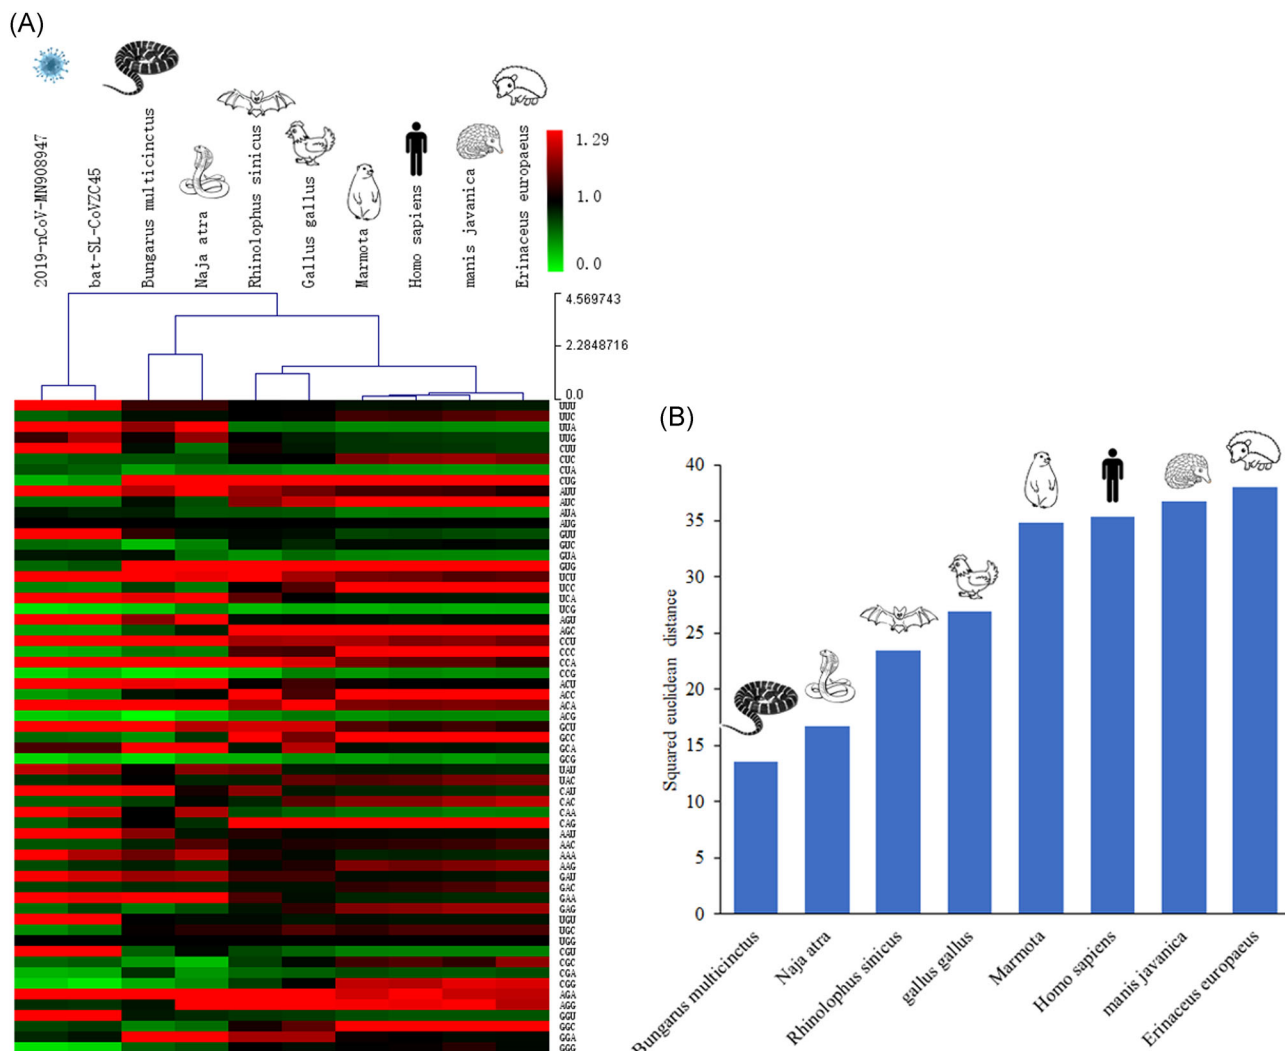 (A)
2019-nCoV-MN908947
bat-SL-CoVZC45
Bungarus multicinctus
Naja atra
Rhinolophus sinicus
Gallus gallus
Marmota
Homo sapiens
manis javanica
Erinaceus europaeus
1.29
1.0
0.0
4.569743
2.2848716
0.0
UUU
UUC
UUA
UUG
CUU
CUC
CUA
CUG
AUU
AUC
AUA
AUG
GUU
GUC
GUA
GUG
UCU
UCC
UCA
UCG
AGU
AGC
CCU
CCC
CCA
CCG
ACU
ACC
ACA
ACG
GCU
GCC
GCA
GCG
UAU
UAC
CAU
CAC
CAA
CAG
AAU
AAC
AAA
AAG
GAU
GAC
GAA
GAG
UGU
UGC
UGG
CGU
CGC
CGA
CGG
AGA
AGG
GGU
GGC
GGA
GGG
(B)
Squared euclidean distance
40
35
30
25
20
15
10
5
0
Bungarus multicinctus
Naja atra
Rhinolophus sinicus
gallus gallus
Marmota
Homo sapiens
manis javanica
Erinaceus europaeus